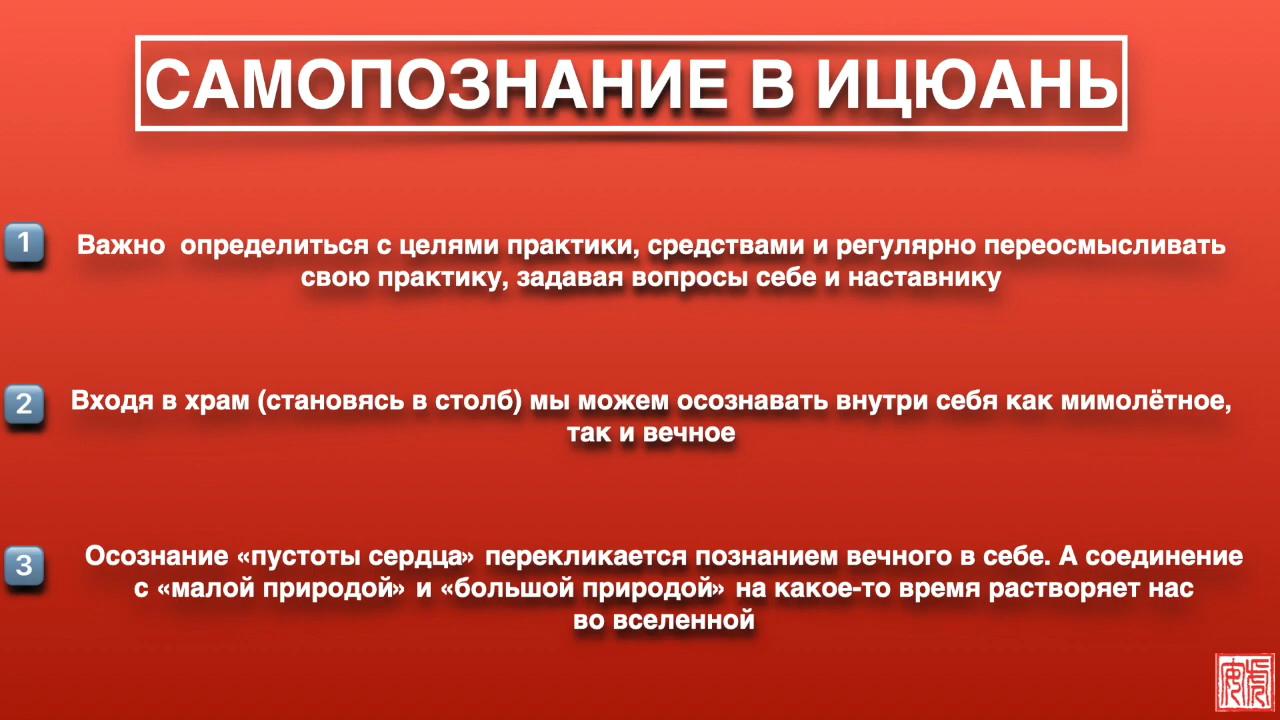 САМОПОЗНАНИЕ В ИЦЮАНЬ
1 Важно определиться с целями практики, средствами и регулярно переосмысливать
свою практику, задавая вопросы себе и наставнику
2 Входя в храм (становясь в столб) мы можем осознавать внутри себя как мимолётное,
так и вечное
3 Осознание «пустоты сердца» перекликается познанием вечного в себе. А соединение
с «малой природой» и «большой природой» на какое-то время растворяет нас
во вселенной